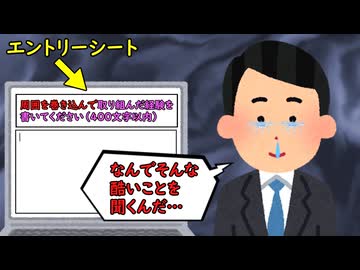 エントリーシート
周囲を巻き込んで取り組んだ経験を
書いてください（400文字以内）
なんでそんな
酷いことを
聞くんだ…